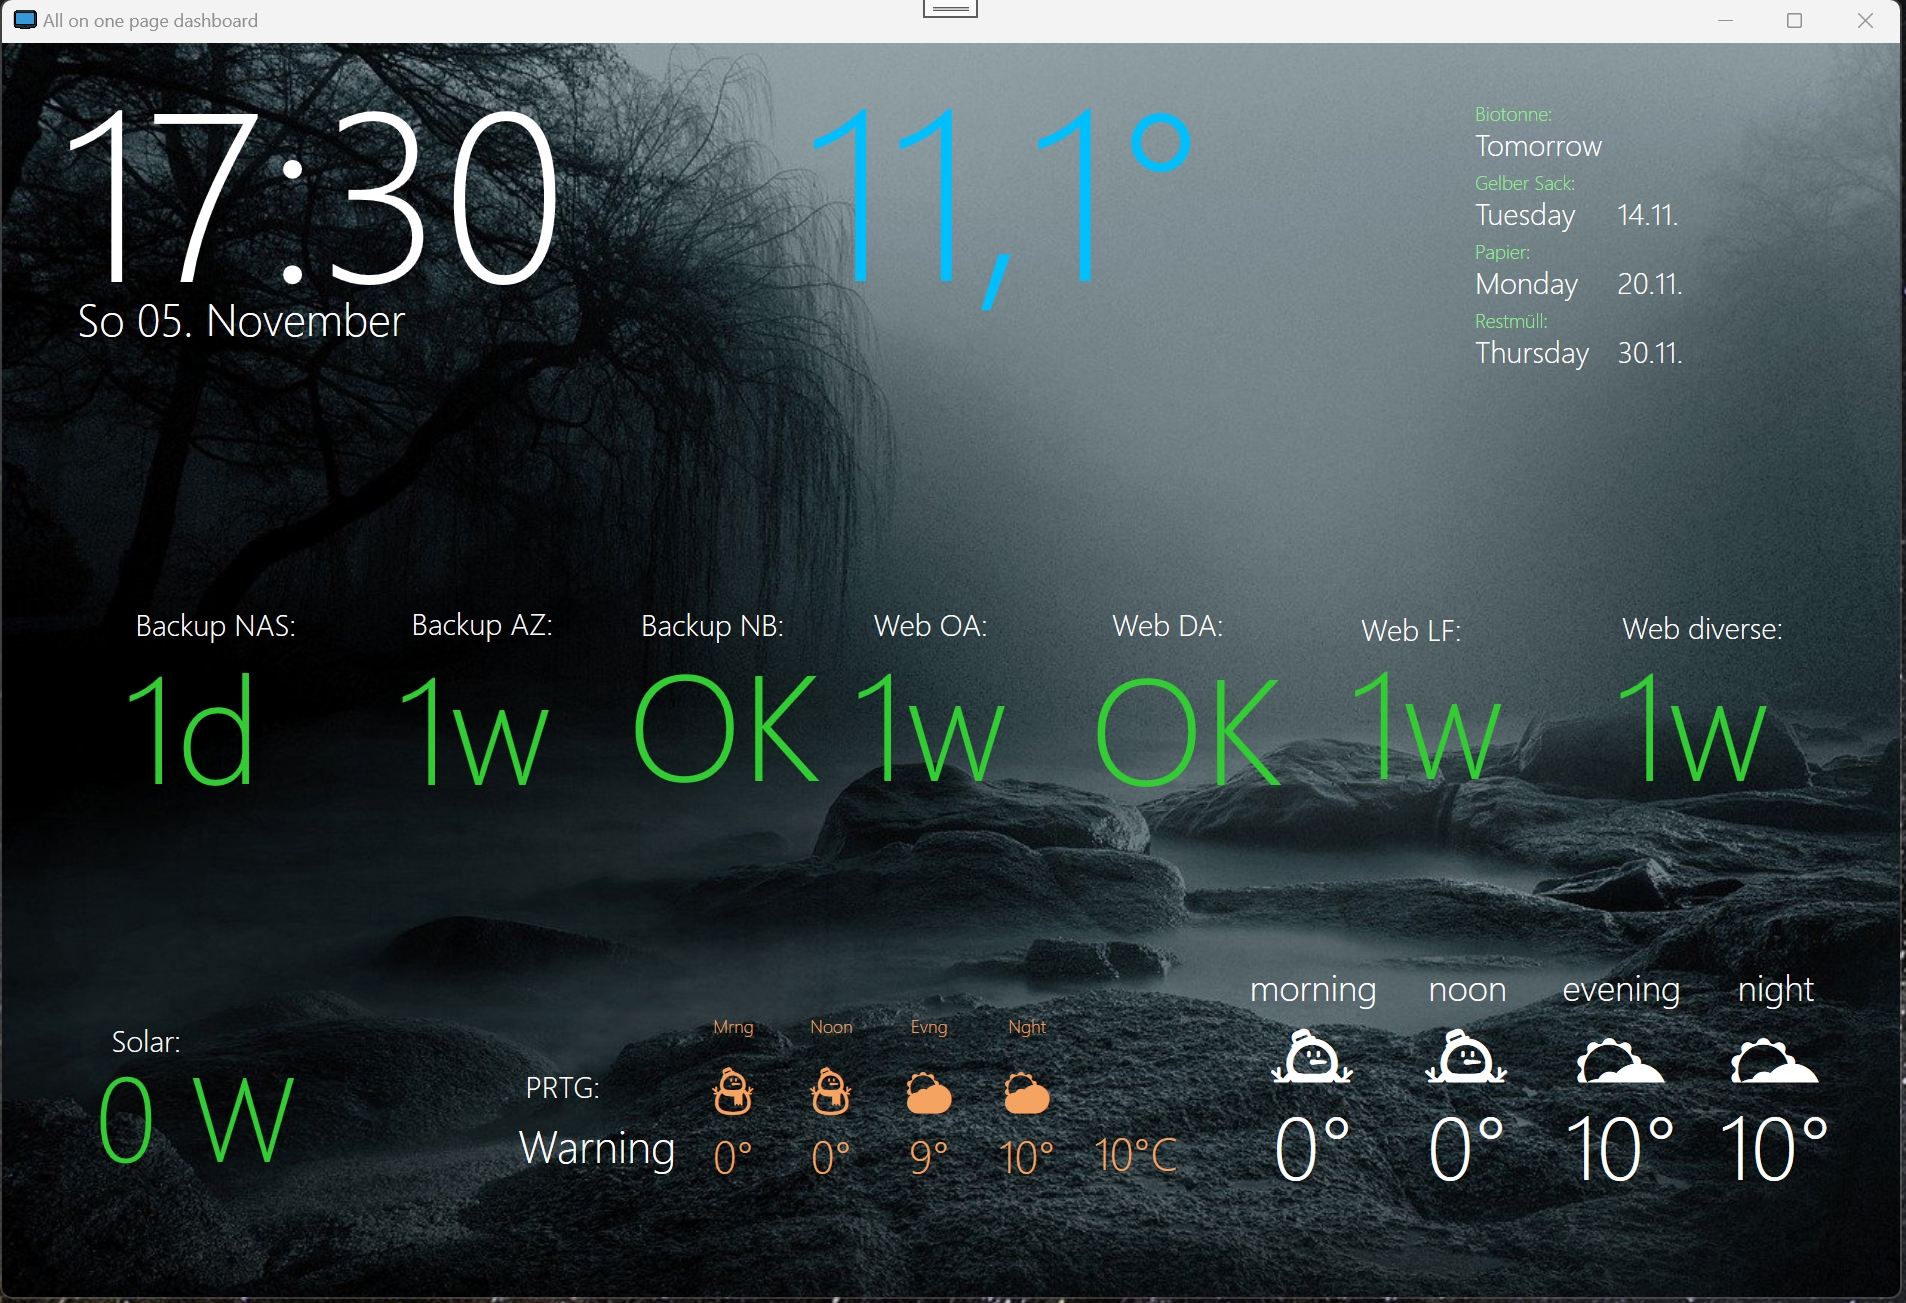 All on one page dashboard
17:30
So 05. November
11,1°
Biotonne:
Tomorrow
Gelber Sack:
Tuesday 14.11.
Papier:
Monday 20.11.
Restmüll:
Thursday 30.11.
Backup NAS:
1d
Backup AZ:
1w
Backup NB:
OK
Web OA:
1w
Web DA:
OK
Web LF:
1w
Web diverse:
1w
Solar:
0 W
PRTG:
Warning
Mrng Noon Evng Nght
0° 0° 9° 10° 10°C
morning noon evening night
0° 0° 10° 10°